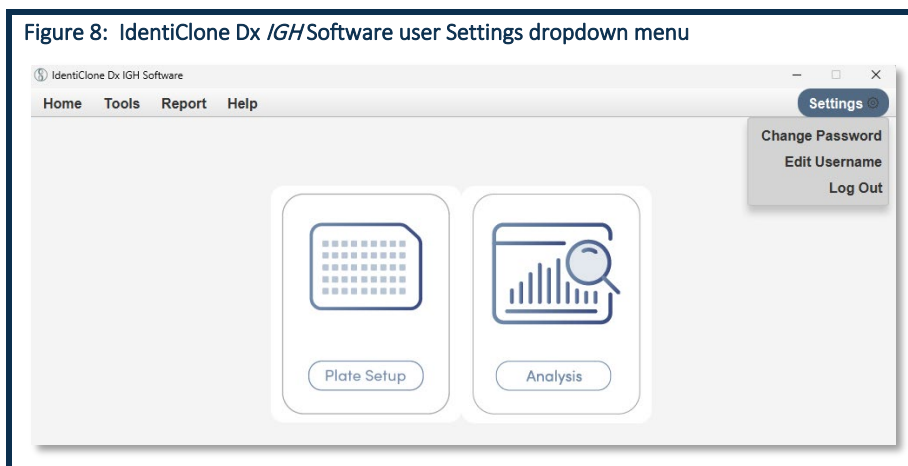 Figure 8: IdentiClone Dx IGH Software user Settings dropdown menu
IdentiClone Dx IGH Software
Home Tools Report Help Settings
Change Password
Edit Username
Log Out
Plate Setup Analysis